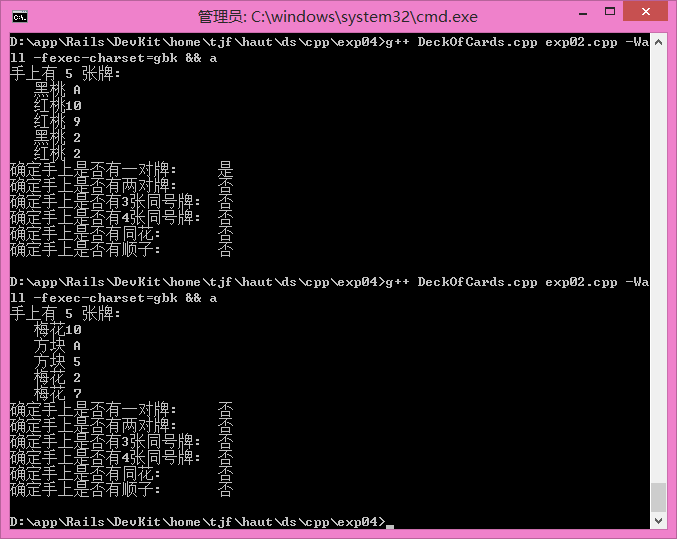 管理员: C:\windows\system32\cmd.exe
D:\app\Rails\DevKit\home\tjf\haut\ds\cpp\exp04>g++ DeckOfCards.cpp exp02.cpp -Wa
ll -fexec-charset=gbk && a
手上有 5 张牌:
黑桃 A
红桃10
红桃 9
黑桃 2
红桃 2
确定手上是否有一对牌: 是
确定手上是否有两对牌: 否
确定手上是否有3张同号牌: 否
确定手上是否有4张同号牌: 否
确定手上是否有同花: 否
确定手上是否有顺子: 否
D:\app\Rails\DevKit\home\tjf\haut\ds\cpp\exp04>g++ DeckOfCards.cpp exp02.cpp -Wa
ll -fexec-charset=gbk && a
手上有 5 张牌:
梅花10
方块 A
方块 5
梅花 2
梅花 7
确定手上是否有一对牌: 否
确定手上是否有两对牌: 否
确定手上是否有3张同号牌: 否
确定手上是否有4张同号牌: 否
确定手上是否有同花: 否
确定手上是否有顺子: 否
D:\app\Rails\DevKit\home\tjf\haut\ds\cpp\exp04>